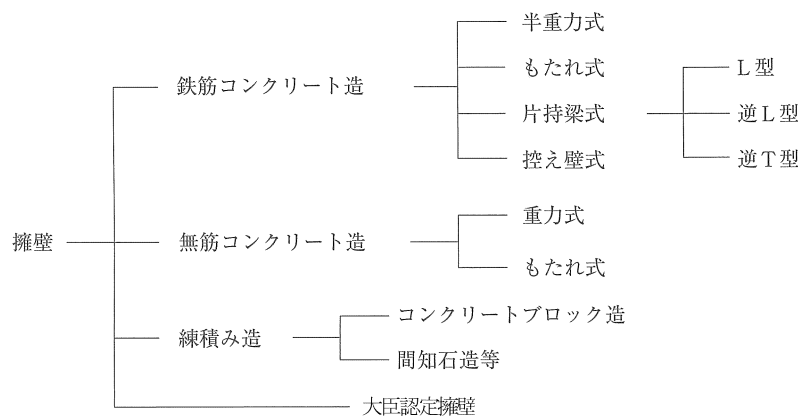 擁壁
鉄筋コンクリート造
半重力式
もたれ式
片持梁式
L型
逆L型
逆T型
控え壁式
無筋コンクリート造
重力式
もたれ式
練積み造
コンクリートブロック造
間知石造等
大臣認定擁壁